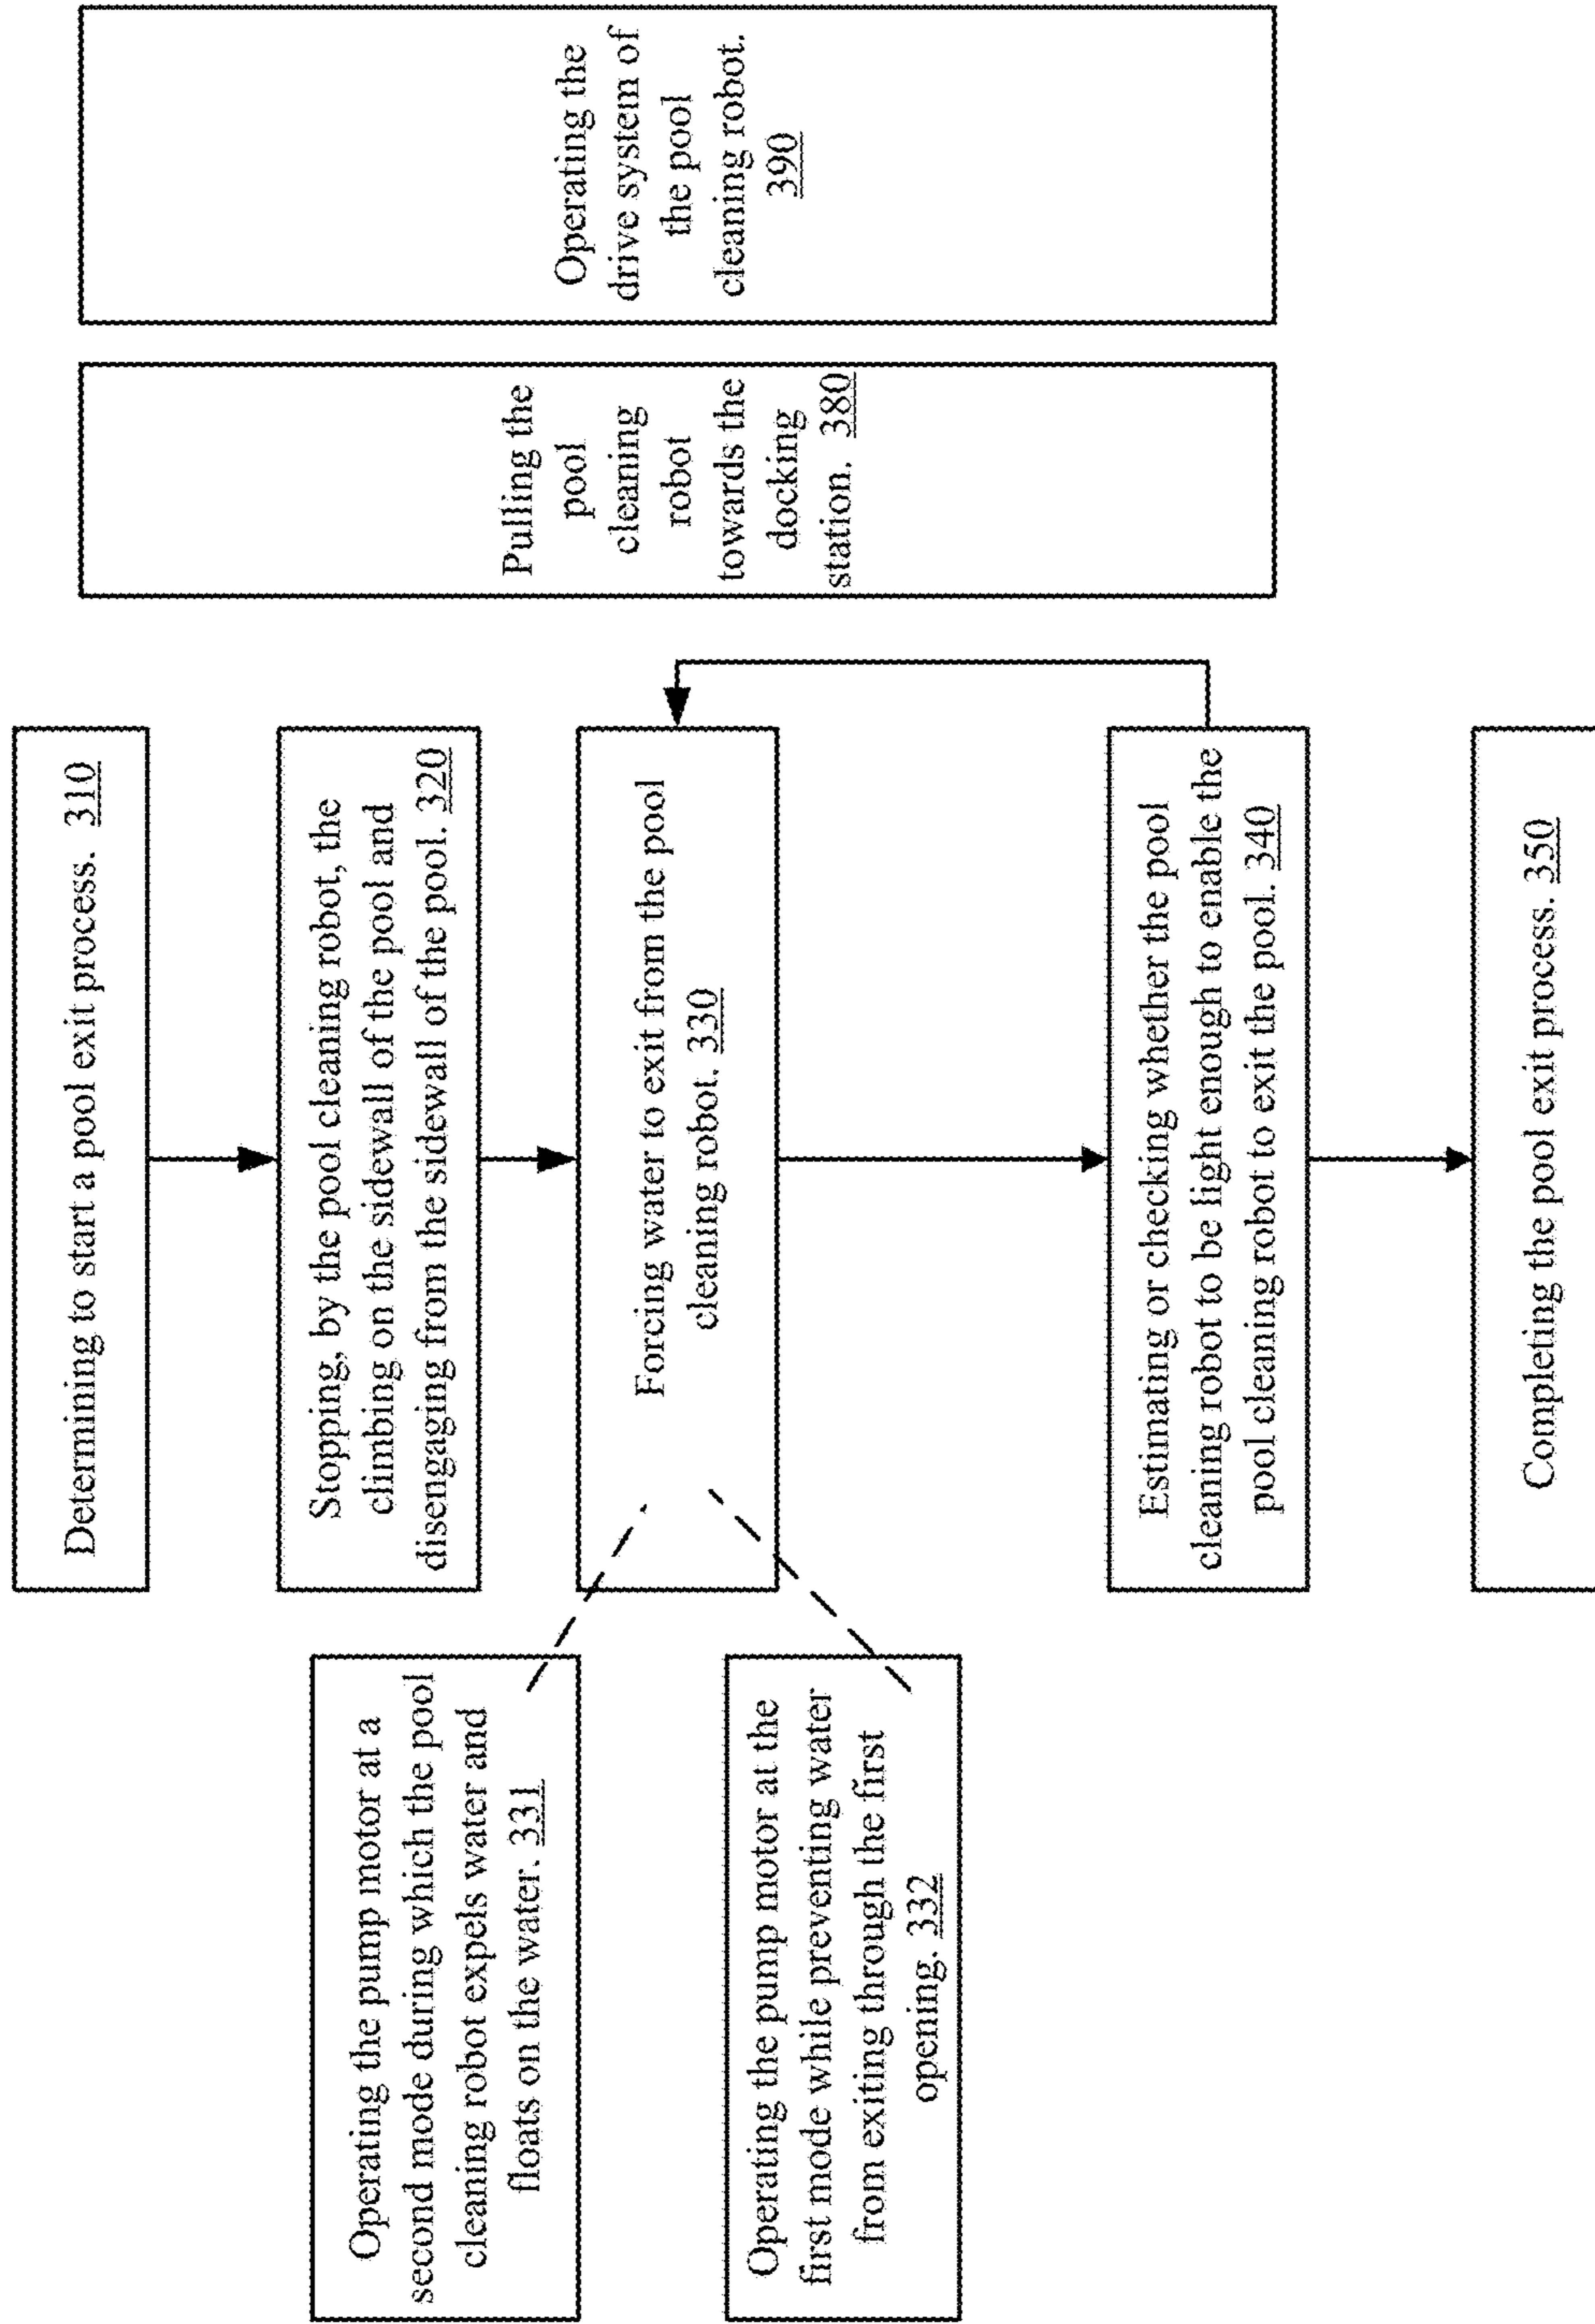 Determining to start a pool exit process. 310
Stopping, by the pool cleaning robot, the
climbing on the sidewall of the pool and
disengaging from the sidewall of the pool. 320
Operating the pump motor at a
second mode during which the pool
cleaning robot expels water and
floats on the water. 331
Forcing water to exit from the pool
cleaning robot. 330
Operating the pump motor at the
first mode while preventing water
from exiting through the first
opening. 332
Estimating or checking whether the pool
cleaning robot to be light enough to enable the
pool cleaning robot to exit the pool. 340
Completing the pool exit process. 350
Pulling the
pool
cleaning
robot
towards the
docking
station. 380
Operating the
drive system of
the pool
cleaning robot.
390